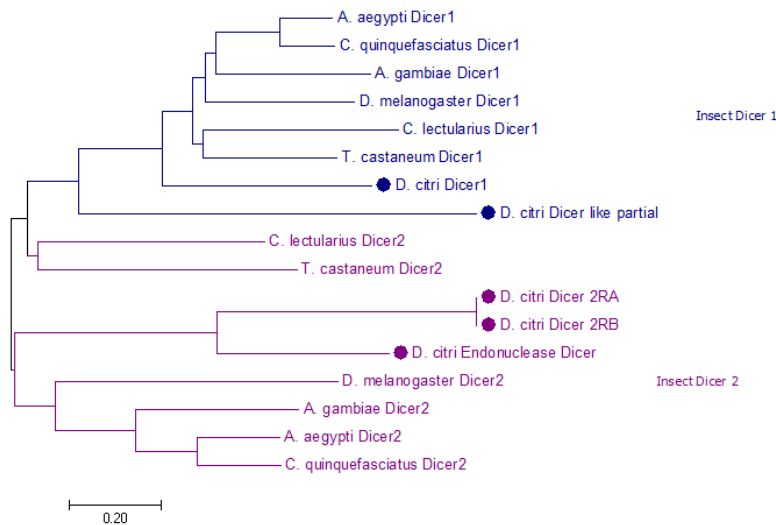 A. aegypti Dicer1
C. quinquefasciatus Dicer1
A. gambiae Dicer1
D. melanogaster Dicer1
Insect Dicer 1
C. lectularius Dicer1
T. castaneum Dicer1
D. citri Dicer1
D. citri Dicer like partial
C. lectularius Dicer2
T. castaneum Dicer2
D. citri Dicer 2RA
D. citri Dicer 2RB
D. citri Endonuclease Dicer
D. melanogaster Dicer2
Insect Dicer 2
A. gambiae Dicer2
A. aegypti Dicer2
C. quinquefasciatus Dicer2
0.20